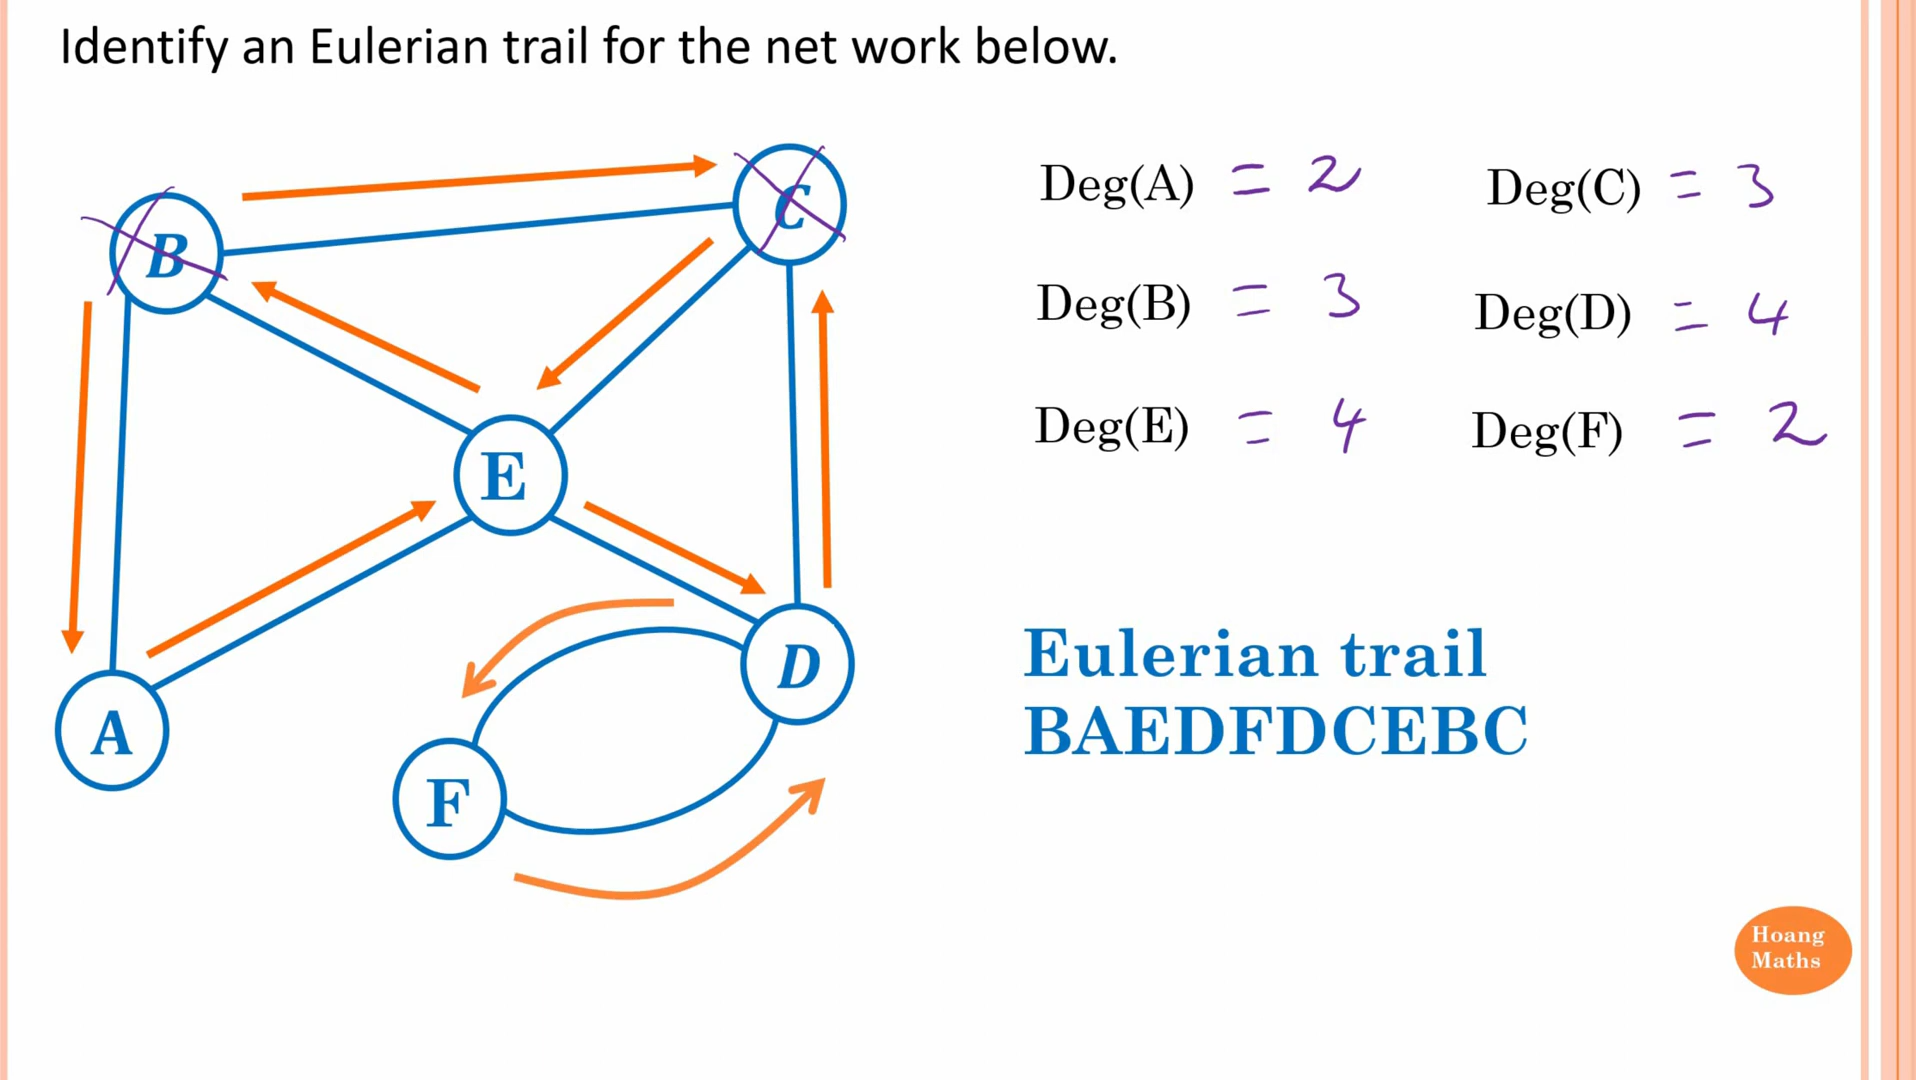 Identify an Eulerian trail for the net work below.
Deg(A) = 2
Deg(C) = 3
Deg(B) = 3
Deg(D) = 4
Deg(E) = 4
Deg(F) = 2
B
C
E
A
D
F
Eulerian trail
BAEDFDCEBC
Hoang
Maths